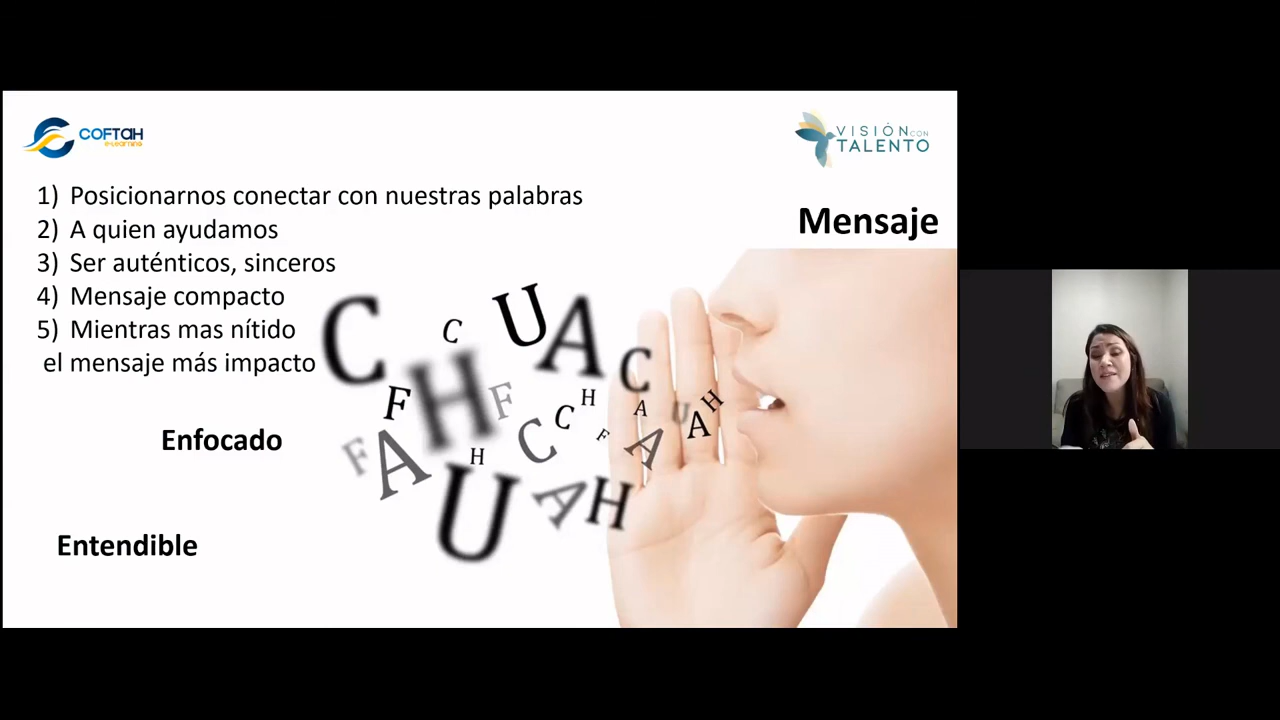 COFTAH
e-Learning
VISIÓN CON
TALENTO
1) Posicionarnos conectar con nuestras palabras
Mensaje
2) A quien ayudamos
3) Ser auténticos, sinceros
4) Mensaje compacto
5) Mientras mas nítido
el mensaje más impacto
Enfocado
Entendible
C
C
U
A
C
F
H
F
C
H
A
U
A
H
F
A
H
C
F
A
U
A
H